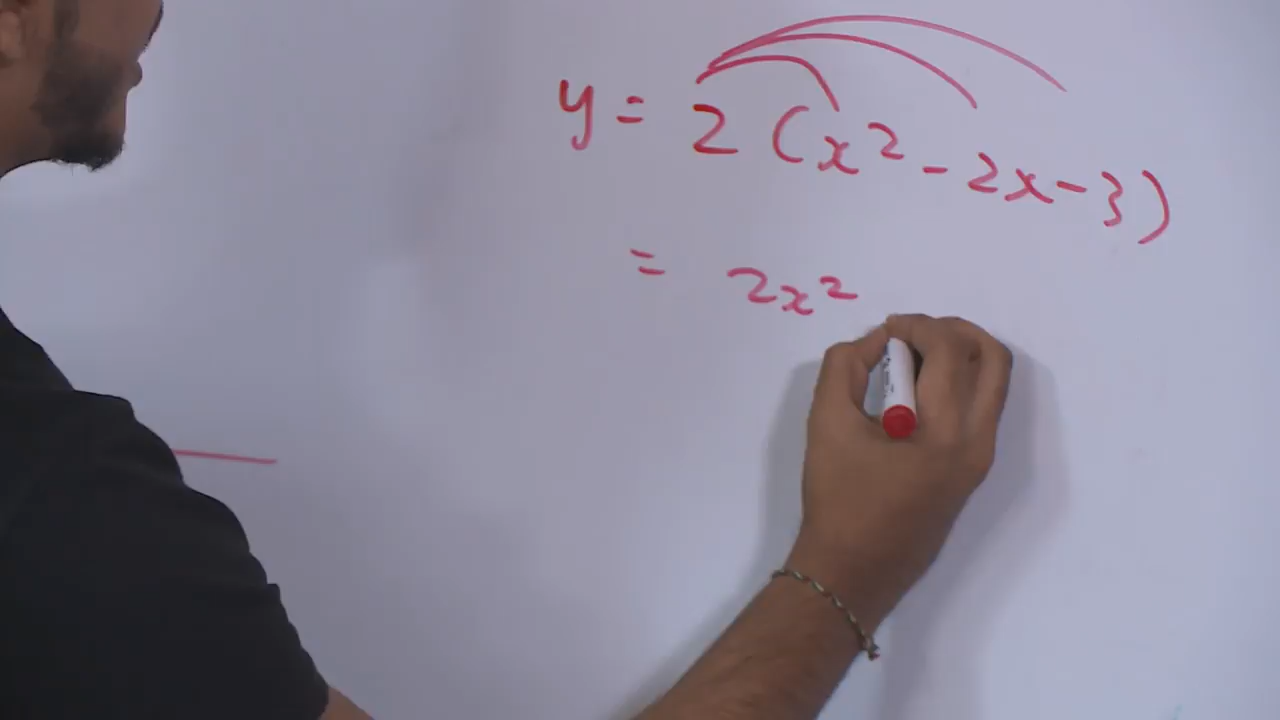 y = 2 (x² - 2x - 3)
= 2x²